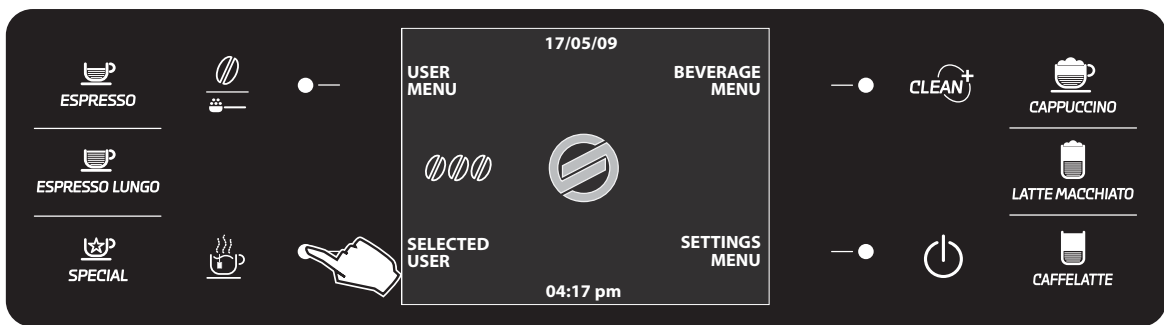 ESPRESSO
ESPRESSO LUNGO
SPECIAL
17/05/09
USER
MENU
BEVERAGE
MENU
SELECTED
USER
SETTINGS
MENU
04:17 pm
CLEAN+
CAPPUCCINO
LATTE MACCHIATO
CAFFELATTE